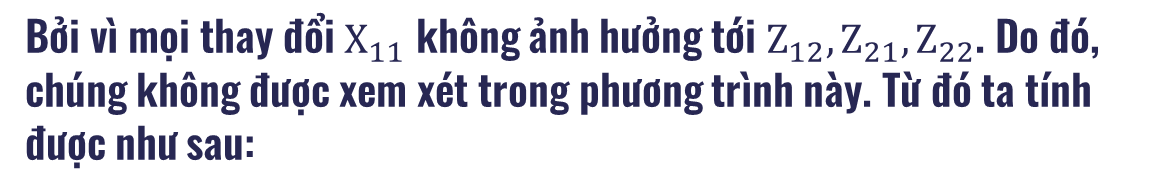 Bởi vì mọi thay đổi X₁₁ không ảnh hưởng tới Z₁₂, Z₂₁, Z₂₂. Do đó,
chúng không được xem xét trong phương trình này. Từ đó ta tính
được như sau: